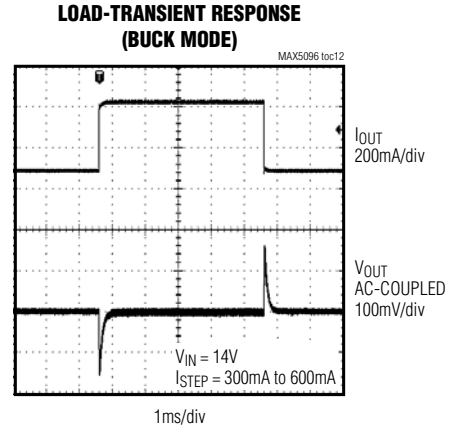 LOAD-TRANSIENT RESPONSE
(BUCK MODE)
MAX5096 toc12
IOUT
200mA/div
VOUT
AC-COUPLED
100mV/div
VIN = 14V
ISTEP = 300mA to 600mA
1ms/div